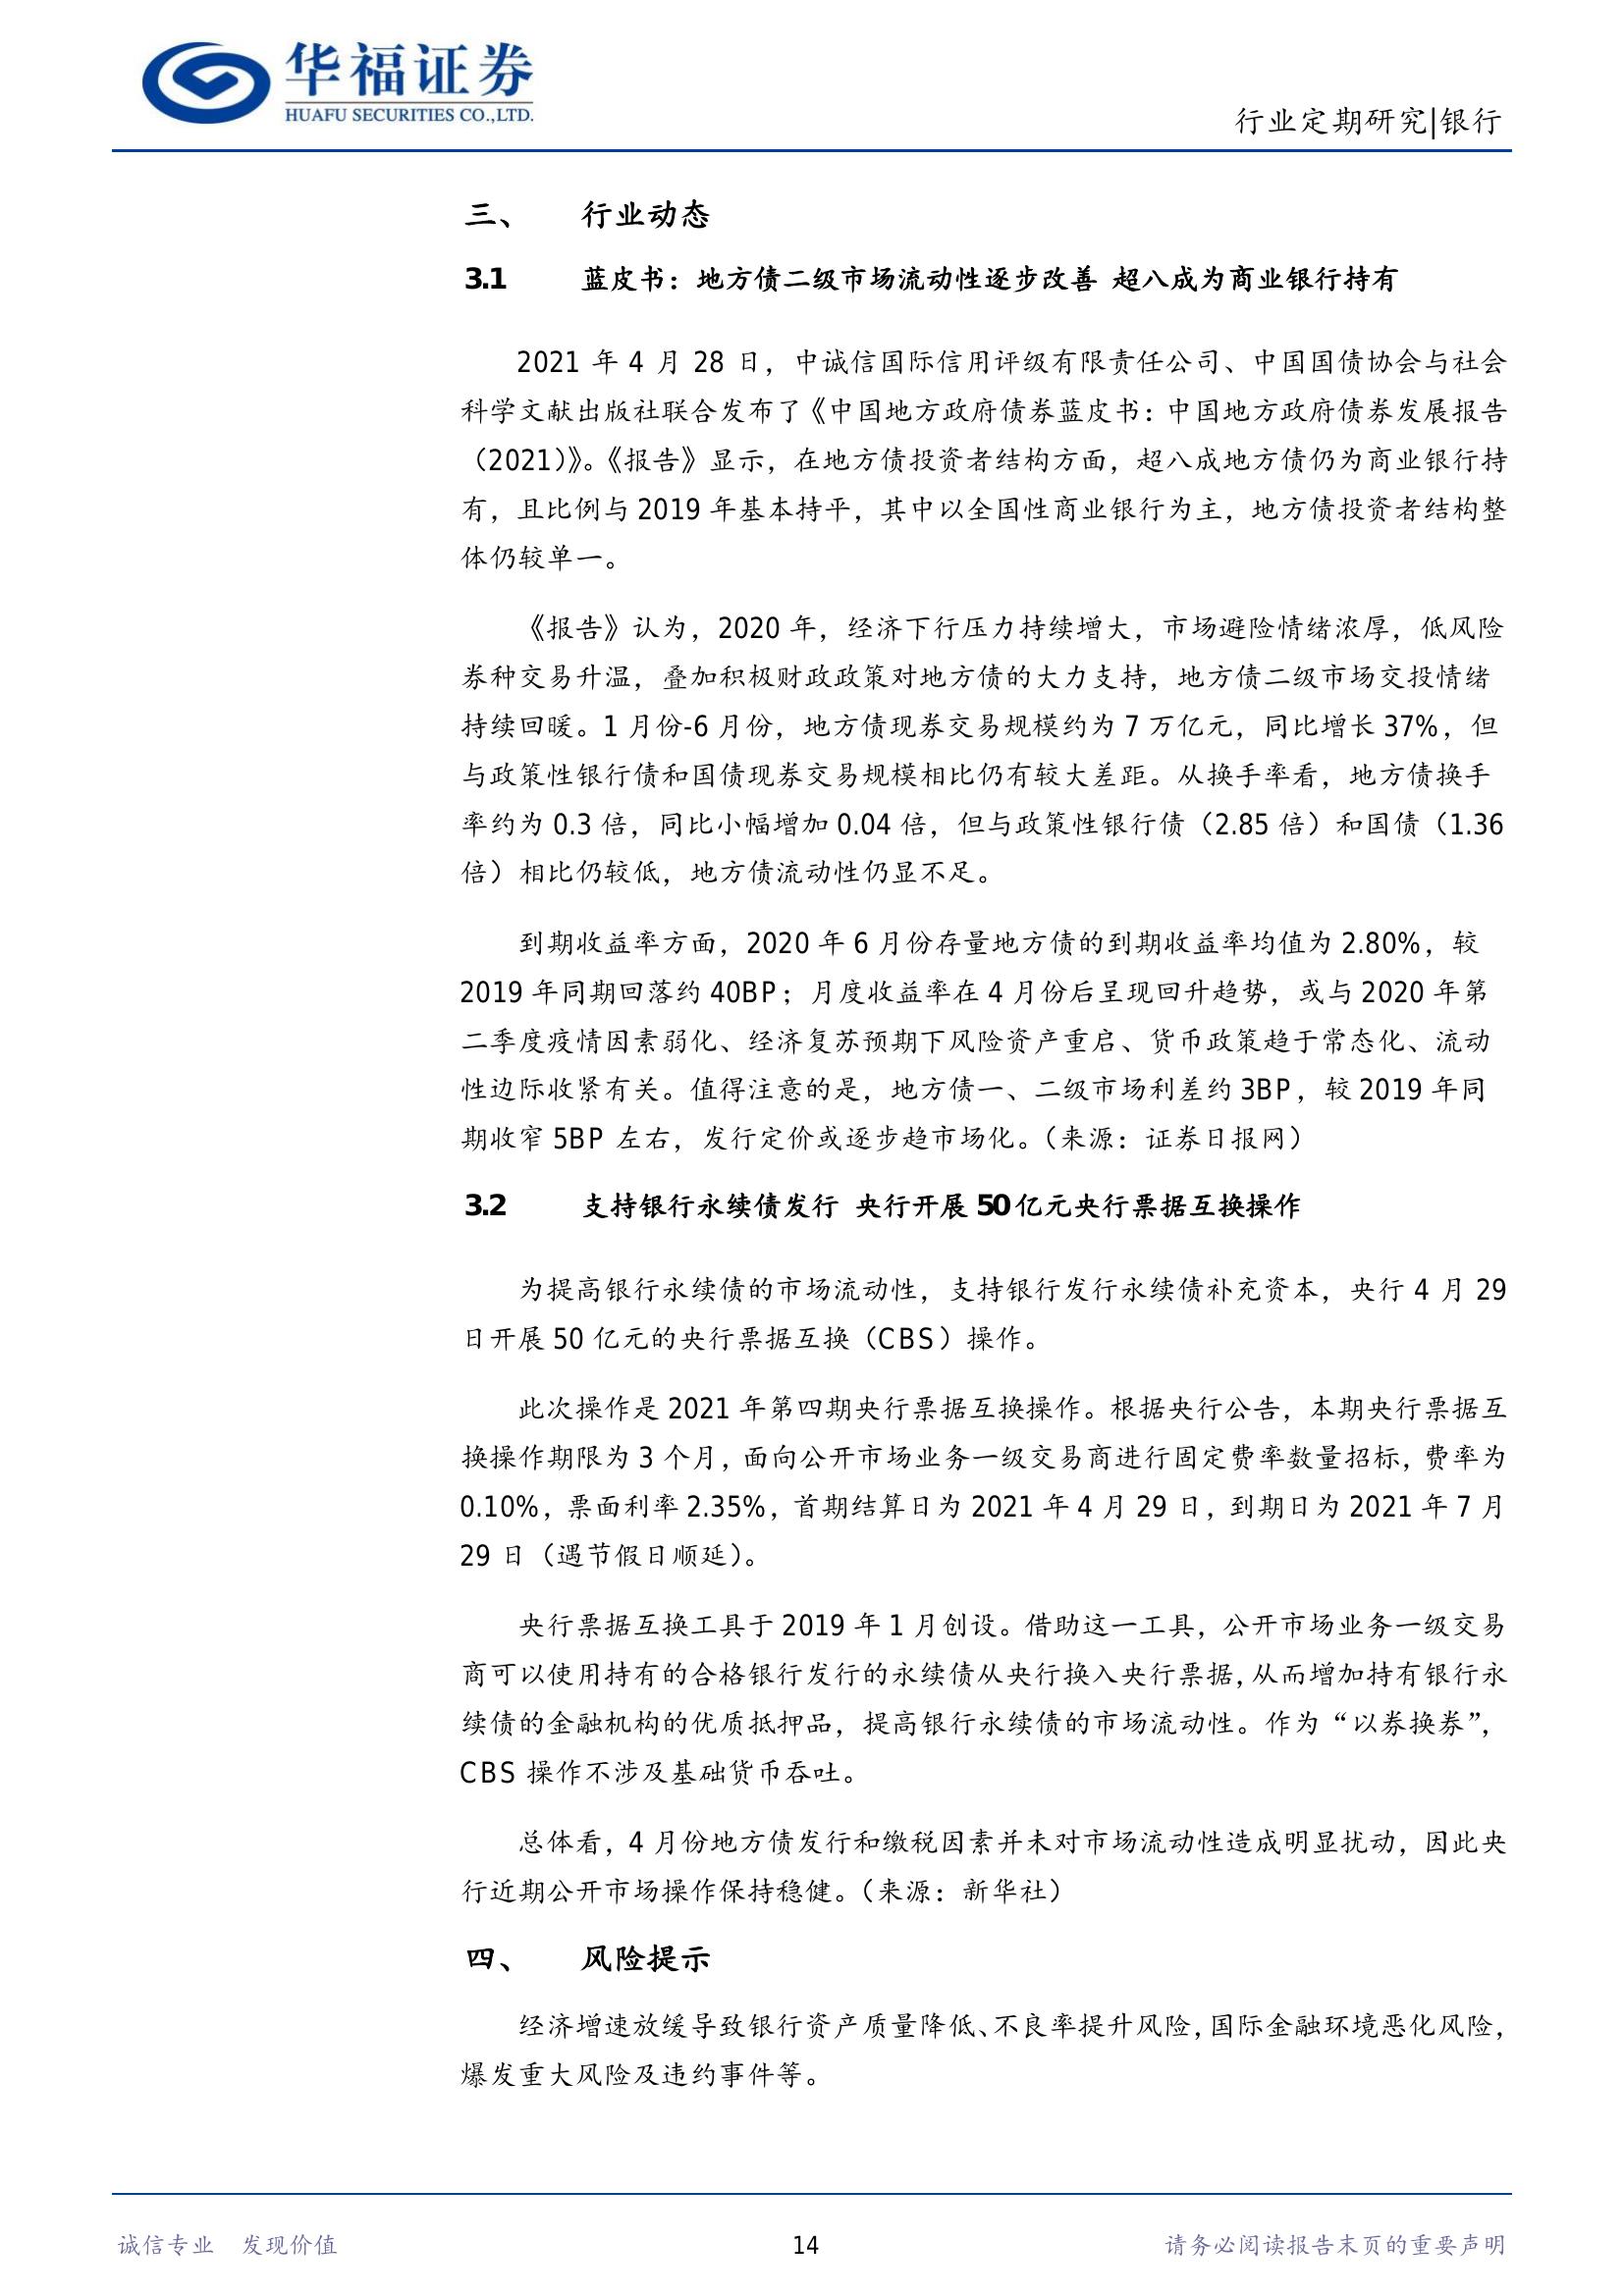 华福证券
HUAFU SECURITIES CO.,LTD.
行业定期研究|银行
三、 行业动态
3.1 蓝皮书：地方债二级市场流动性逐步改善 超八成为商业银行持有
2021 年 4 月 28 日，中诚信国际信用评级有限责任公司、中国国债协会与社会
科学文献出版社联合发布了《中国地方政府债券蓝皮书：中国地方政府债券发展报告
（2021）》。《报告》显示，在地方债投资者结构方面，超八成地方债仍为商业银行持
有，且比例与 2019 年基本持平，其中以全国性商业银行为主，地方债投资者结构整
体仍较单一。
《报告》认为，2020 年，经济下行压力持续增大，市场避险情绪浓厚，低风险
券种交易升温，叠加积极财政政策对地方债的大力支持，地方债二级市场交投情绪
持续回暖。1 月份-6 月份，地方债现券交易规模约为 7 万亿元，同比增长 37%，但
与政策性银行债和国债现券交易规模相比仍有较大差距。从换手率看，地方债换手
率约为 0.3 倍，同比小幅增加 0.04 倍，但与政策性银行债（2.85 倍）和国债（1.36
倍）相比仍较低，地方债流动性仍显不足。
到期收益率方面，2020 年 6 月份存量地方债的到期收益率均值为 2.80%，较
2019 年同期回落约 40BP；月度收益率在 4 月份后呈现回升趋势，或与 2020 年第
二季度疫情因素弱化、经济复苏预期下风险资产重启、货币政策趋于常态化、流动
性边际收紧有关。值得注意的是，地方债一、二级市场利差约 3BP，较 2019 年同
期收窄 5BP 左右，发行定价或逐步趋市场化。（来源：证券日报网）
3.2 支持银行永续债发行 央行开展 50 亿元央行票据互换操作
为提高银行永续债的市场流动性，支持银行发行永续债补充资本，央行 4 月 29
日开展 50 亿元的央行票据互换（CBS）操作。
此次操作是 2021 年第四期央行票据互换操作。根据央行公告，本期央行票据互
换操作期限为 3 个月，面向公开市场业务一级交易商进行固定费率数量招标，费率为
0.10%，票面利率 2.35%，首期结算日为 2021 年 4 月 29 日，到期日为 2021 年 7 月
29 日（遇节假日顺延）。
央行票据互换工具于 2019 年 1 月创设。借助这一工具，公开市场业务一级交易
商可以使用持有的合格银行发行的永续债从央行换入央行票据，从而增加持有银行永
续债的金融机构的优质抵押品，提高银行永续债的市场流动性。作为“以券换券”，
CBS 操作不涉及基础货币吞吐。
总体看，4 月份地方债发行和缴税因素并未对市场流动性造成明显扰动，因此央
行近期公开市场操作保持稳健。（来源：新华社）
四、 风险提示
经济增速放缓导致银行资产质量降低、不良率提升风险，国际金融环境恶化风险，
爆发重大风险及违约事件等。
诚信专业 发现价值 14 请务必阅读报告末页的重要声明